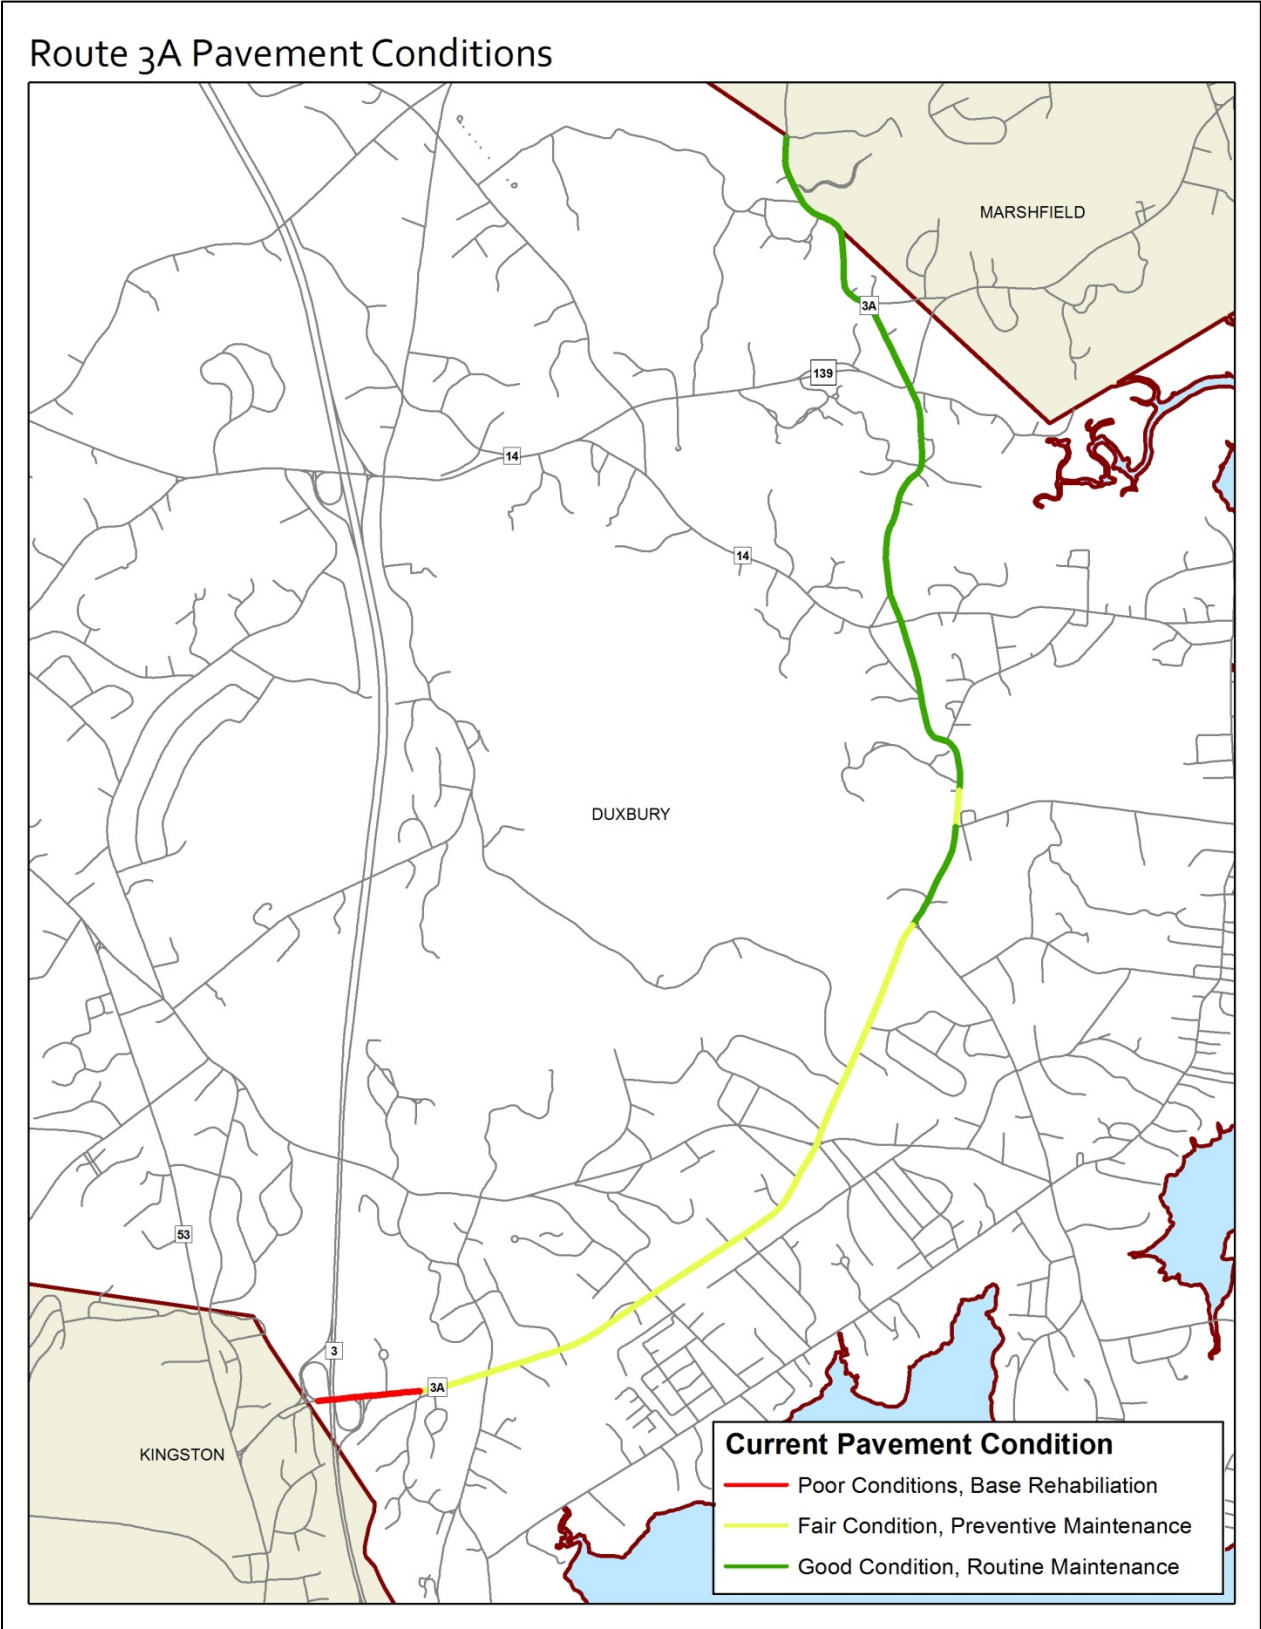 Route 3A Pavement Conditions
MARSHFIELD
3A
139
14
14
DUXBURY
53
3
3A
KINGSTON
Current Pavement Condition
Poor Conditions, Base Rehabiliation
Fair Condition, Preventive Maintenance
Good Condition, Routine Maintenance